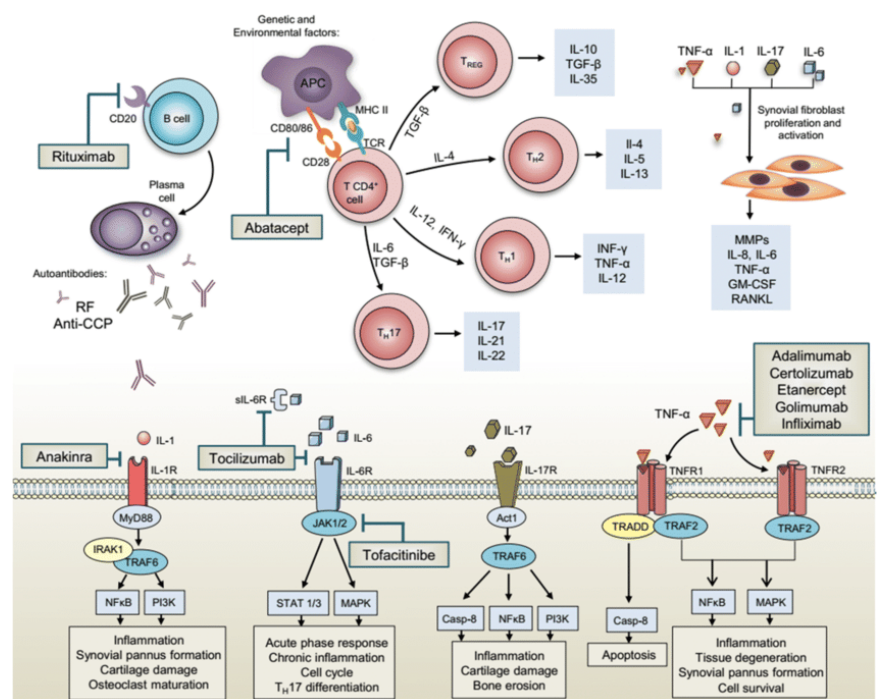 Genetic
and Environmental factors:
APC
MHC II
CD80/86
TCR
CD28
T CD4⁺
cell
CD20
B cell
Rituximab
Plasma
cell
Abatacept
Autoantibodies:
RF
Anti-CCP
TGF-β
T_REG
IL-10
TGF-β
IL-35
IL-4
T_H2
Il-4
IL-5
IL-13
IL-12, IFN-γ
T_H1
INF-γ
TNF-α
IL-12
IL-6
TGF-β
T_H17
IL-17
IL-21
IL-22
TNF-α
IL-1
IL-17
IL-6
Synovial fibroblast
proliferation and
activation
MMPs
IL-8, IL-6
TNF-α
GM-CSF
RANKL
Anakinra
IL-1
IL-1R
MyD88
IRAK1
TRAF6
NFκB
PI3K
Inflammation
Synovial pannus formation
Cartilage damage
Osteoclast maturation
sIL-6R
Tocilizumab
IL-6
IL-6R
JAK1/2
Tofacitinibe
STAT 1/3
MAPK
Acute phase response
Chronic inflammation
Cell cycle
T_H17 differentiation
IL-17
IL-17R
Act1
TRAF6
Casp-8
NFκB
PI3K
Inflammation
Cartilage damage
Bone erosion
Adalimumab
Certolizumab
Etanercept
Golimumab
Infliximab
TNF-α
TNFR1
TNFR2
TRADD
TRAF2
TRAF2
Casp-8
Apoptosis
NFκB
MAPK
Inflammation
Tissue degeneration
Synovial pannus formation
Cell survival